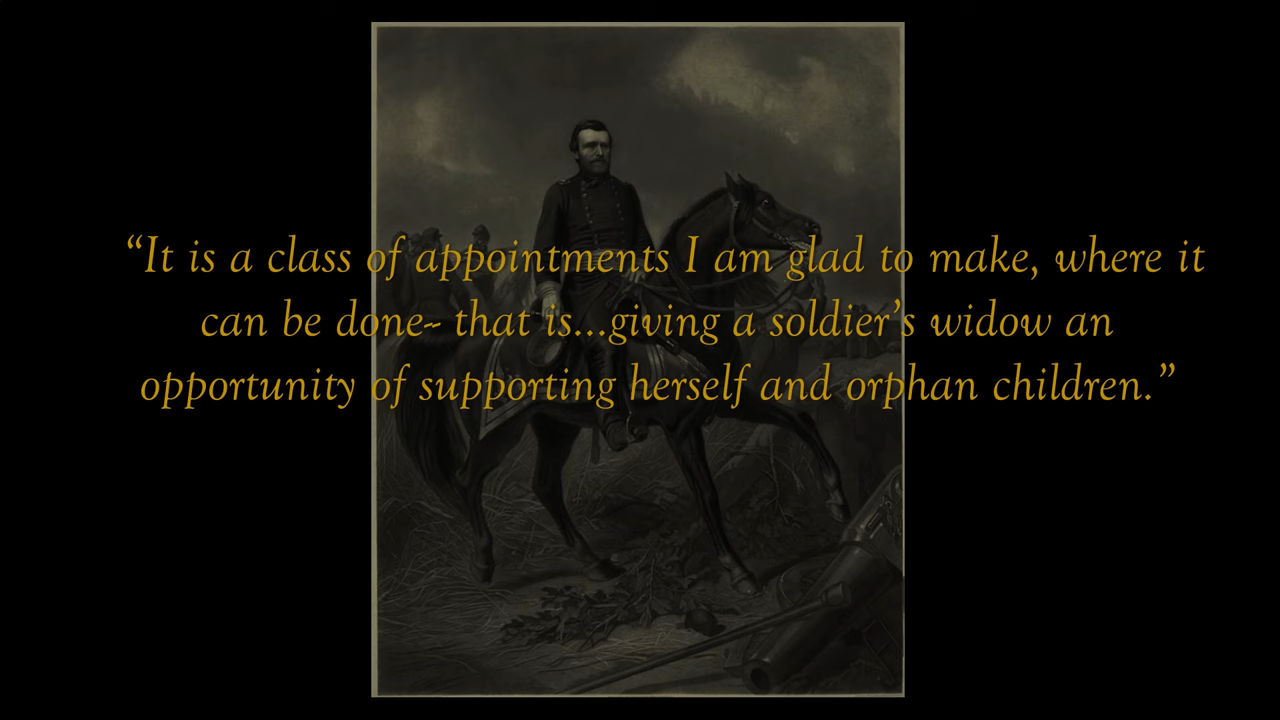 “It is a class of appointments I am glad to make, where it
can be done- that is...giving a soldier’s widow an
opportunity of supporting herself and orphan children.”